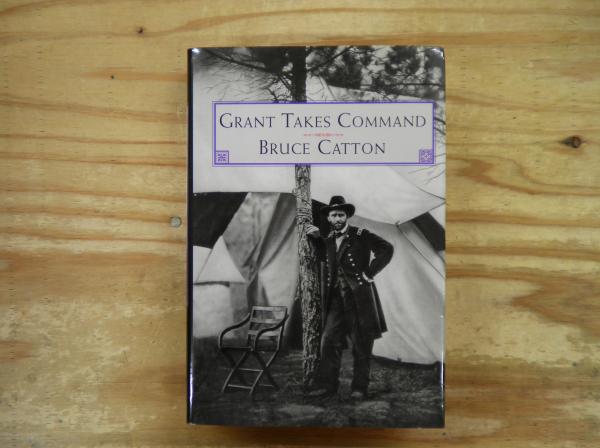 GRANT TAKES COMMAND
BRUCE CATTON